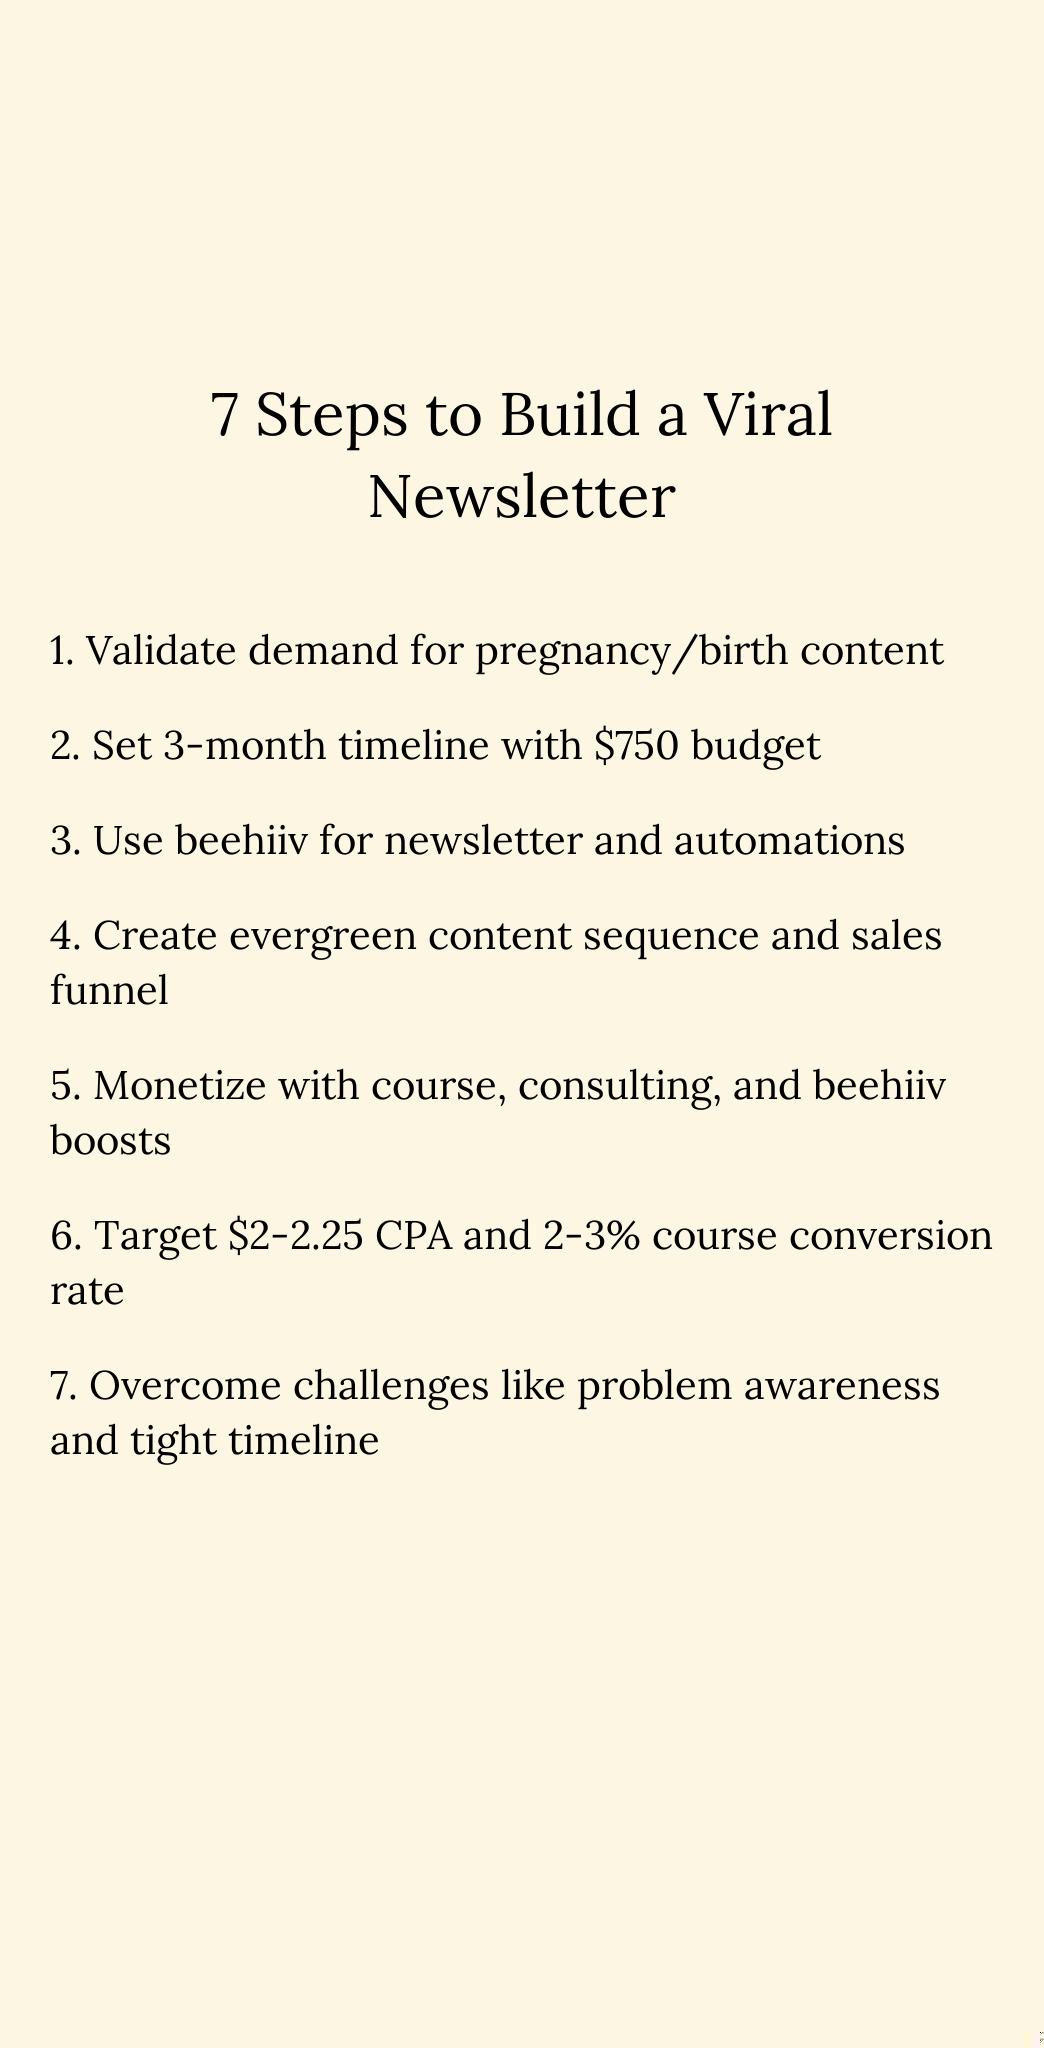 7 Steps to Build a Viral
Newsletter
1. Validate demand for pregnancy/birth content
2. Set 3-month timeline with $750 budget
3. Use beehiiv for newsletter and automations
4. Create evergreen content sequence and sales
funnel
5. Monetize with course, consulting, and beehiiv
boosts
6. Target $2-2.25 CPA and 2-3% course conversion
rate
7. Overcome challenges like problem awareness
and tight timeline